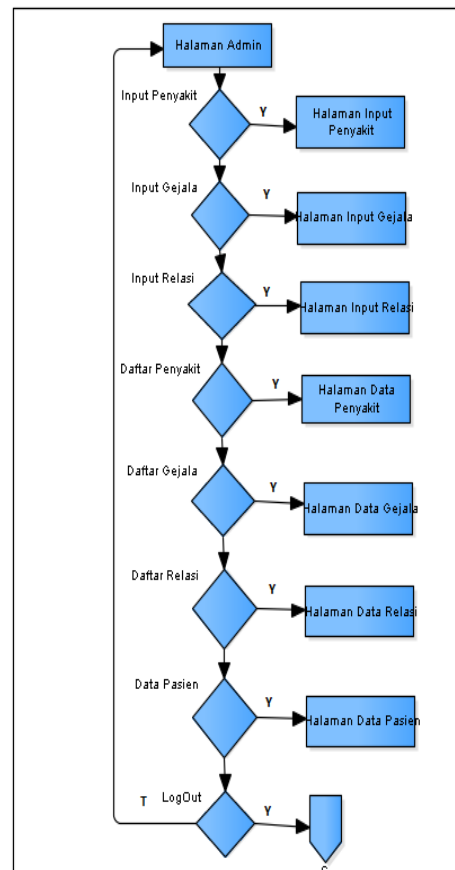 Halaman Admin
Input Penyakit
Y
Halaman Input
Penyakit
Input Gejala
Y
Halaman Input Gejala
Input Relasi
Y
Halaman Input Relasi
Daftar Penyakit
Y
Halaman Data
Penyakit
Daftar Gejala
Y
Halaman Data Gejala
Daftar Relasi
Y
Halaman Data Relasi
Data Pasien
Y
Halaman Data Pasien
T
LogOut
Y